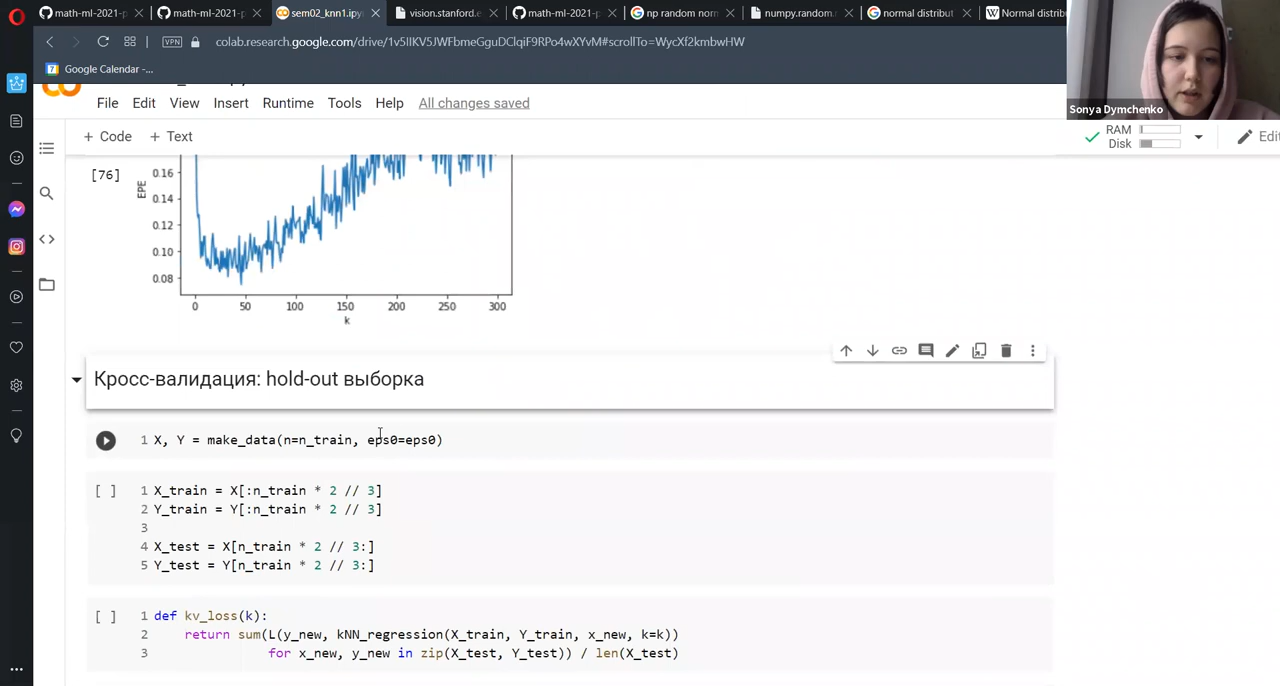 math-ml-2021-p
math-ml-2021-p
sem02_knn1.ipy
vision.stanford.e
math-ml-2021-p
np random norm
numpy.random.
normal distribut
Normal distribu
VPN
colab.research.google.com/drive/1v5IIKV5JWFbmeGguDClqiF9RPo4wXYvM#scrollTo=WycXf2kmbwHW
7 Google Calendar -...
Sonya Dymchenko
File Edit View Insert Runtime Tools Help All changes saved
+ Code + Text
RAM
Disk
Edit
[76]
EPE
0.16
0.14
0.12
0.10
0.08
0 50 100 150 200 250 300
k
Кросс-валидация: hold-out выборка
1 X, Y = make_data(n=n_train, eps0=eps0)
[ ] 1 X_train = X[:n_train * 2 // 3]
2 Y_train = Y[:n_train * 2 // 3]
3
4 X_test = X[n_train * 2 // 3:]
5 Y_test = Y[n_train * 2 // 3:]
[ ] 1 def kv_loss(k):
2 return sum(L(y_new, kNN_regression(X_train, Y_train, x_new, k=k))
3 for x_new, y_new in zip(X_test, Y_test)) / len(X_test)